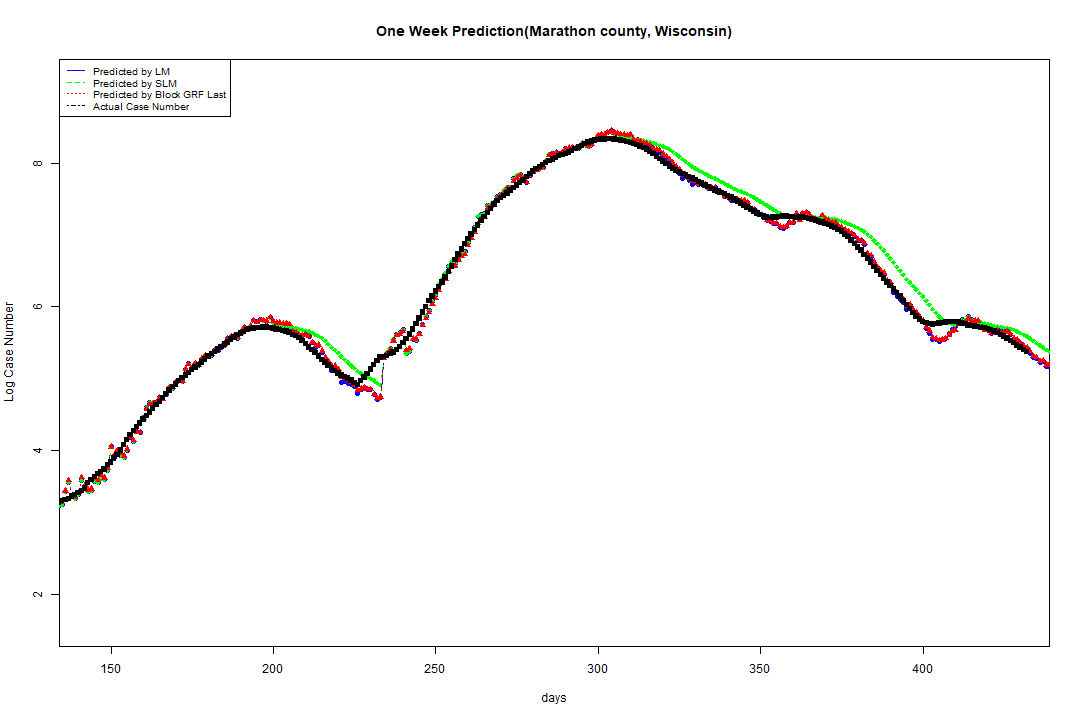 One Week Prediction(Marathon county, Wisconsin)
Predicted by LM
Predicted by SLM
Predicted by Block GRF Last
Actual Case Number
8
6
4
2
Log Case Number
150 200 250 300 350 400
days